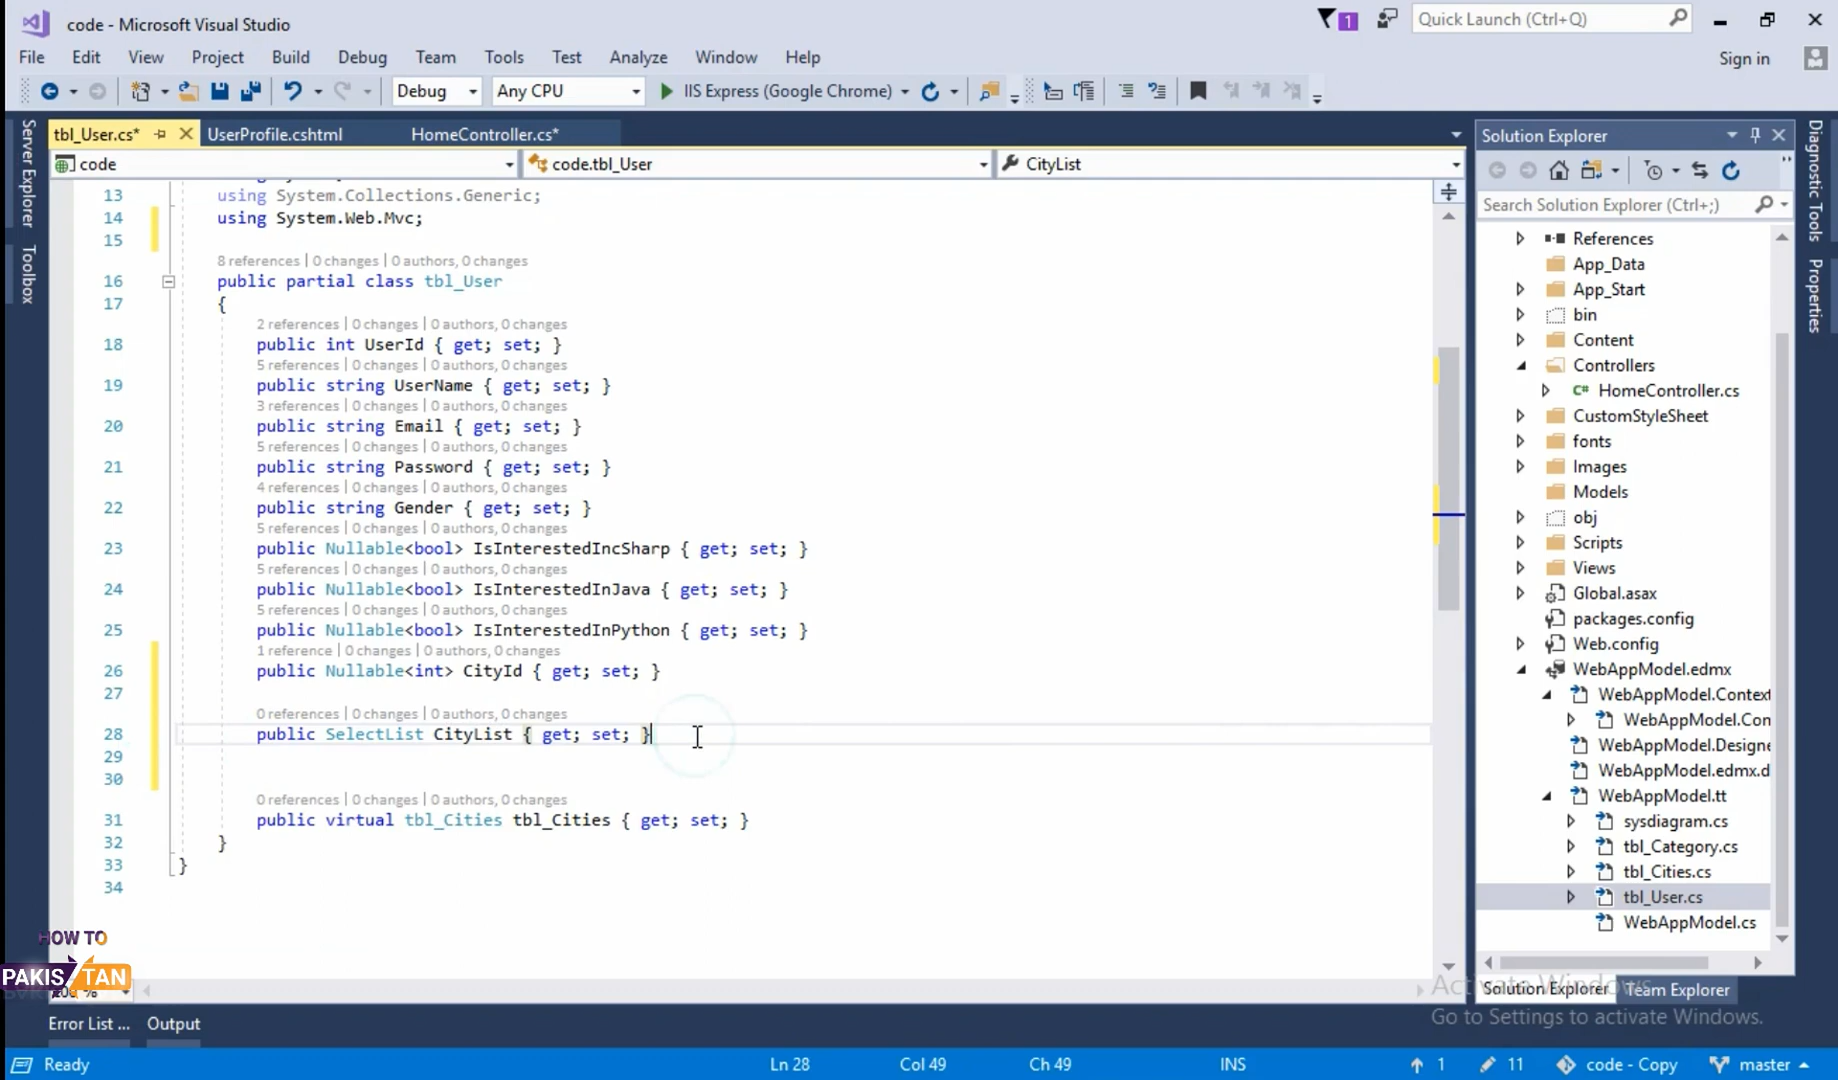 code - Microsoft Visual Studio
1
Quick Launch (Ctrl+Q)
File Edit View Project Build Debug Team Tools Test Analyze Window Help
Sign in
Debug Any CPU IIS Express (Google Chrome)
Server Explorer
Toolbox
tbl_User.cs* UserProfile.cshtml HomeController.cs*
code code.tbl_User CityList
13 using System.Collections.Generic;
14 using System.Web.Mvc;
15
8 references | 0 changes | 0 authors, 0 changes
16 public partial class tbl_User
17 {
2 references | 0 changes | 0 authors, 0 changes
18 public int UserId { get; set; }
5 references | 0 changes | 0 authors, 0 changes
19 public string UserName { get; set; }
3 references | 0 changes | 0 authors, 0 changes
20 public string Email { get; set; }
5 references | 0 changes | 0 authors, 0 changes
21 public string Password { get; set; }
4 references | 0 changes | 0 authors, 0 changes
22 public string Gender { get; set; }
5 references | 0 changes | 0 authors, 0 changes
23 public Nullable<bool> IsInterestedIncSharp { get; set; }
5 references | 0 changes | 0 authors, 0 changes
24 public Nullable<bool> IsInterestedInJava { get; set; }
5 references | 0 changes | 0 authors, 0 changes
25 public Nullable<bool> IsInterestedInPython { get; set; }
1 reference | 0 changes | 0 authors, 0 changes
26 public Nullable<int> CityId { get; set; }
27
0 references | 0 changes | 0 authors, 0 changes
28 public SelectList CityList { get; set; }
29
30
0 references | 0 changes | 0 authors, 0 changes
31 public virtual tbl_Cities tbl_Cities { get; set; }
32 }
33 }
34
Solution Explorer
Search Solution Explorer (Ctrl+;)
References
App_Data
App_Start
bin
Content
Controllers
C# HomeController.cs
CustomStyleSheet
fonts
Images
Models
obj
Scripts
Views
Global.asax
packages.config
Web.config
WebAppModel.edmx
WebAppModel.Context
WebAppModel.Con
WebAppModel.Designe
WebAppModel.edmx.d
WebAppModel.tt
sysdiagram.cs
tbl_Category.cs
tbl_Cities.cs
tbl_User.cs
WebAppModel.cs
Solution Explorer Team Explorer
Diagnostic Tools
Properties
HOW TO
PAKISTAN
Activate Windows
Go to Settings to activate Windows.
Error List ... Output
Ready Ln 28 Col 49 Ch 49 INS 1 11 code - Copy master